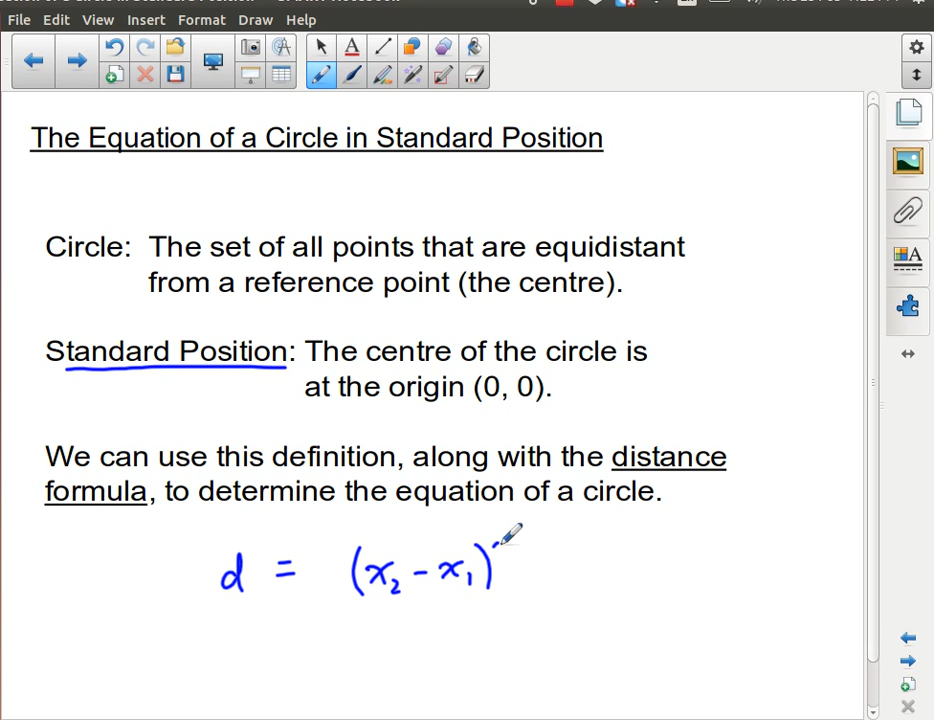 File Edit View Insert Format Draw Help
The Equation of a Circle in Standard Position
Circle: The set of all points that are equidistant
from a reference point (the centre).
Standard Position: The centre of the circle is
at the origin (0, 0).
We can use this definition, along with the distance
formula, to determine the equation of a circle.
d = (x₂ - x₁)